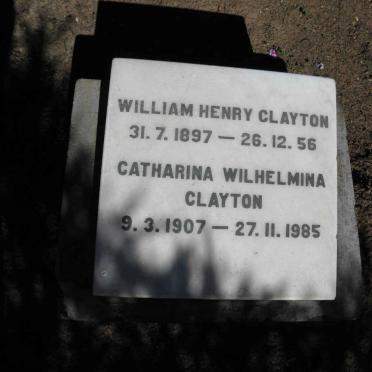 WILLIAM HENRY CLAYTON
31. 7. 1897 — 26. 12. 56
CATHARINA WILHELMINA
CLAYTON
9. 3. 1907 — 27. 11. 1985